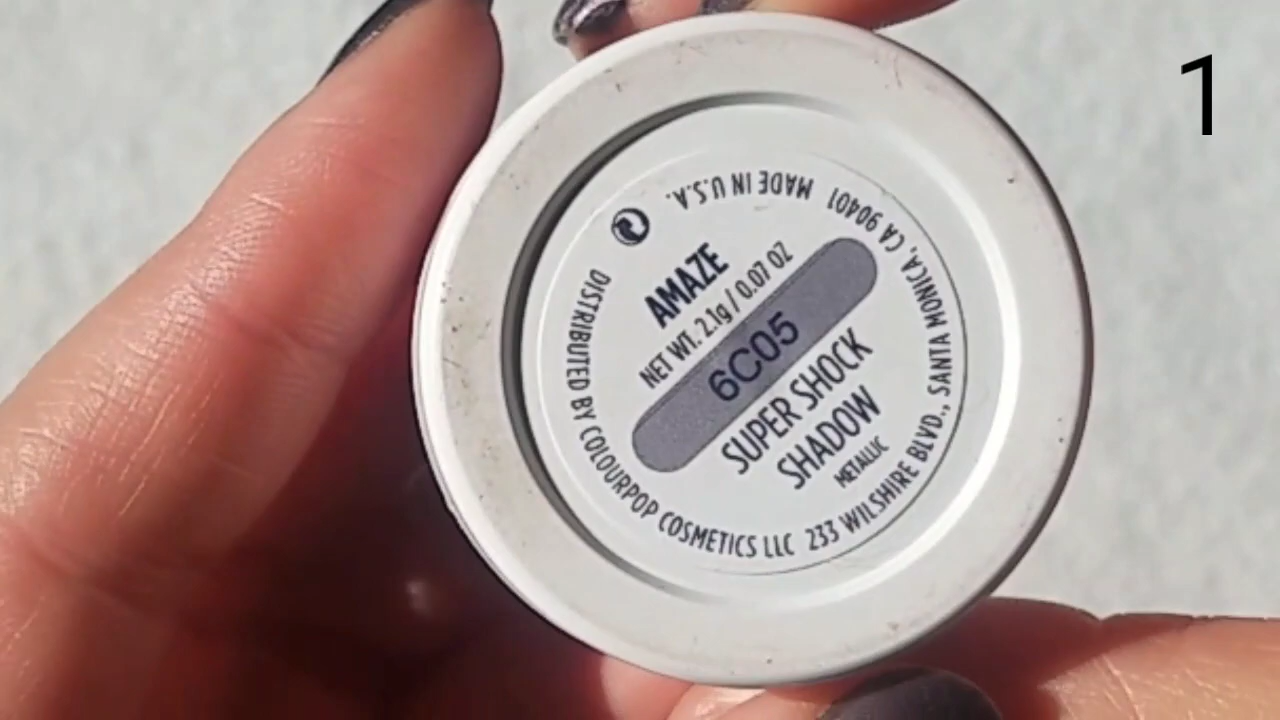 1
AMAZE
NET WT. 2.1g / 0.07 OZ
6C05
SUPER SHOCK
SHADOW
METALLIC
DISTRIBUTED BY COLOURPOP COSMETICS LLC 233 WILSHIRE BLVD., SANTA MONICA, CA 90401 MADE IN U.S.A.